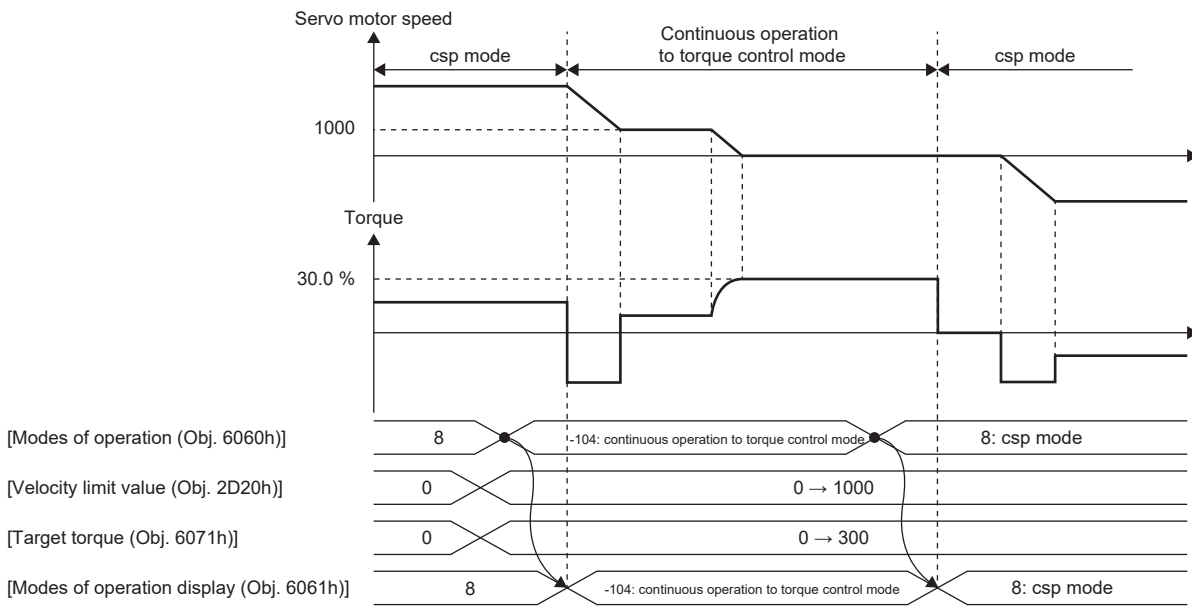 Servo motor speed
Continuous operation
to torque control mode
csp mode
csp mode
1000
Torque
30.0 %
[Modes of operation (Obj. 6060h)]
8
-104: continuous operation to torque control mode
8: csp mode
[Velocity limit value (Obj. 2D20h)]
0
0 → 1000
[Target torque (Obj. 6071h)]
0
0 → 300
[Modes of operation display (Obj. 6061h)]
8
-104: continuous operation to torque control mode
8: csp mode